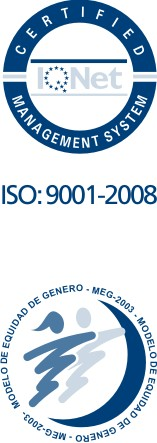 CERTIFIED
IQNet
MANAGEMENT SYSTEM
ISO: 9001-2008
MODELO DE EQUIDAD DE GENERO - MEG-2003 - MODELO DE EQUIDAD DE GENERO - MEG-2003-